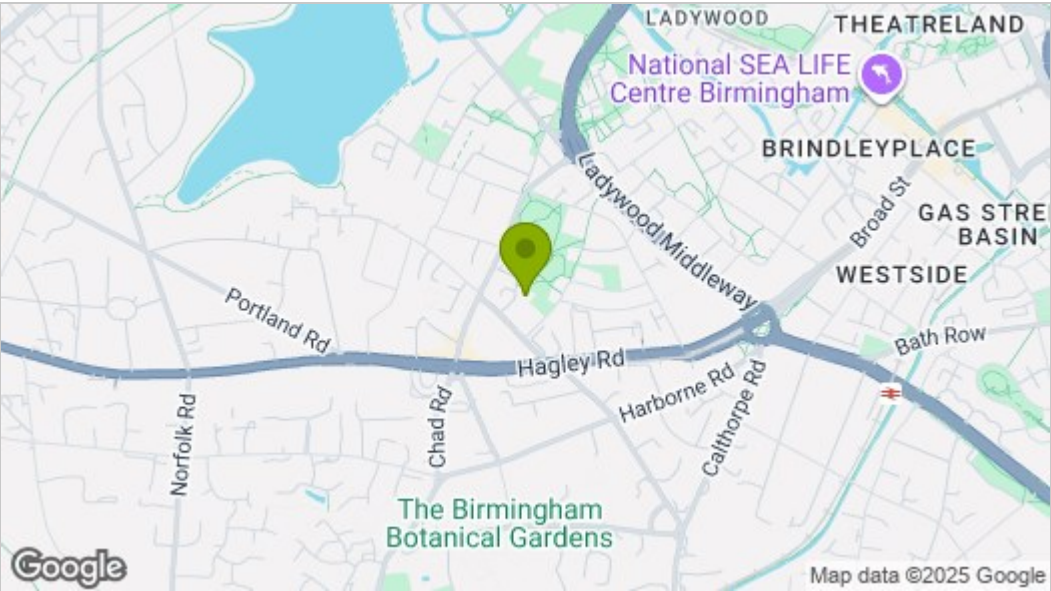 LADYWOOD
THEATRELAND
National SEA LIFE
Centre Birmingham
BRINDLEYPLACE
Ladywood Middleway
Broad St
GAS STRE
BASIN
WESTSIDE
Portland Rd
Bath Row
Hagley Rd
Harborne Rd
Calthorpe Rd
Chad Rd
Norfolk Rd
The Birmingham
Botanical Gardens
Google
Map data ©2025 Google